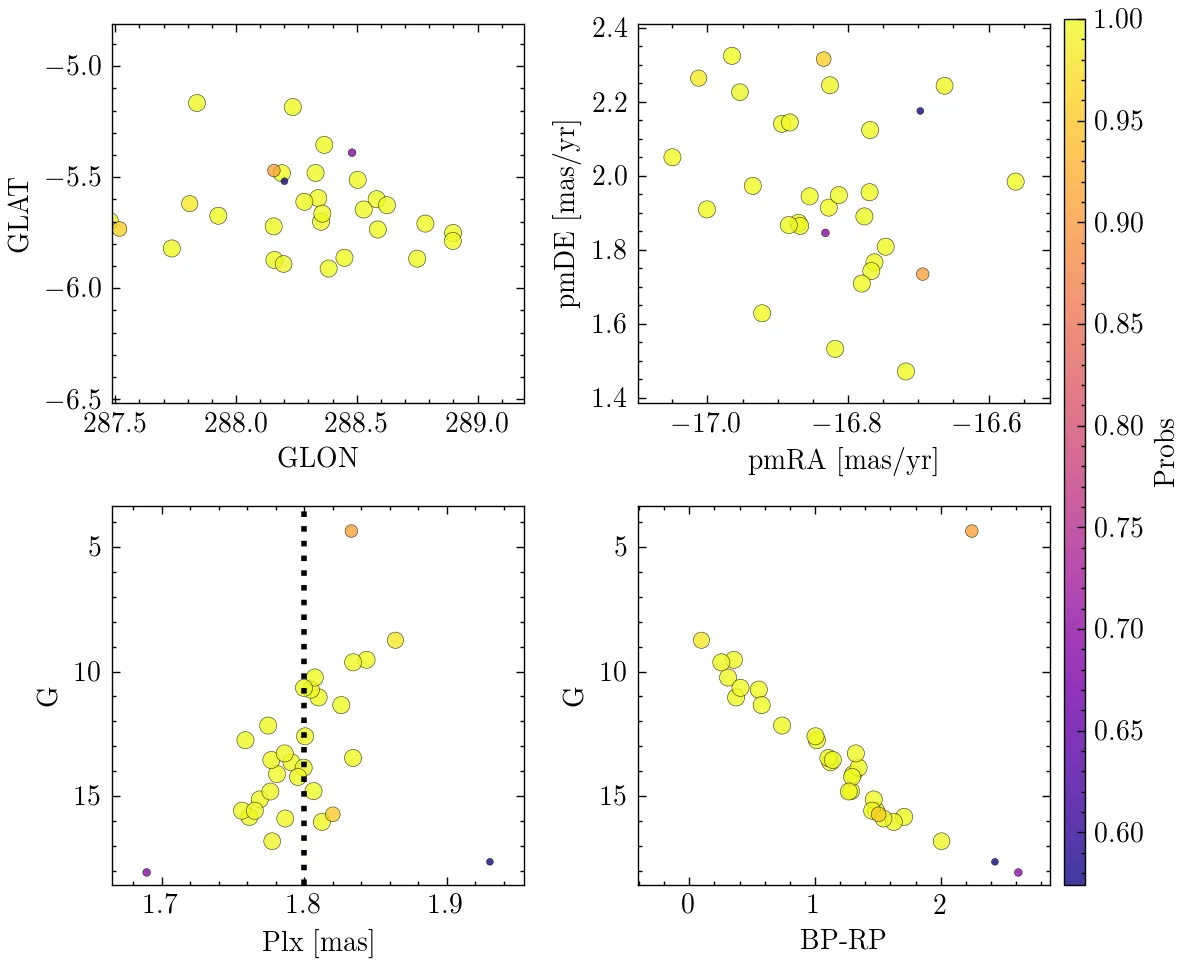 −5.0
−5.5
−6.0
−6.5
GLAT
287.5 288.0 288.5 289.0
GLON
2.4
2.2
2.0
1.8
1.6
1.4
pmDE [mas/yr]
−17.0 −16.8 −16.6
pmRA [mas/yr]
5
10
15
G
1.7 1.8 1.9
Plx [mas]
5
10
15
G
0 1 2
BP-RP
1.00
0.95
0.90
0.85
0.80
0.75
0.70
0.65
0.60
Probs